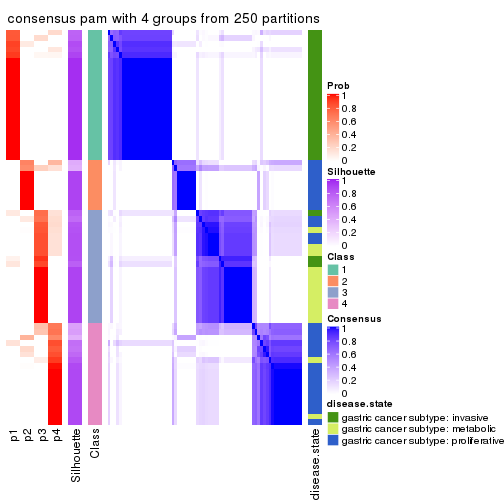 consensus pam with 4 groups from 250 partitions
Prob
1
0.8
0.6
0.4
0.2
0
Silhouette
1
0.8
0.6
0.4
0.2
0
Class
1
2
3
4
Consensus
1
0.8
0.6
0.4
0.2
0
disease.state
gastric cancer subtype: invasive
gastric cancer subtype: metabolic
gastric cancer subtype: proliferative
p1
p2
p3
p4
Silhouette
Class
disease.state